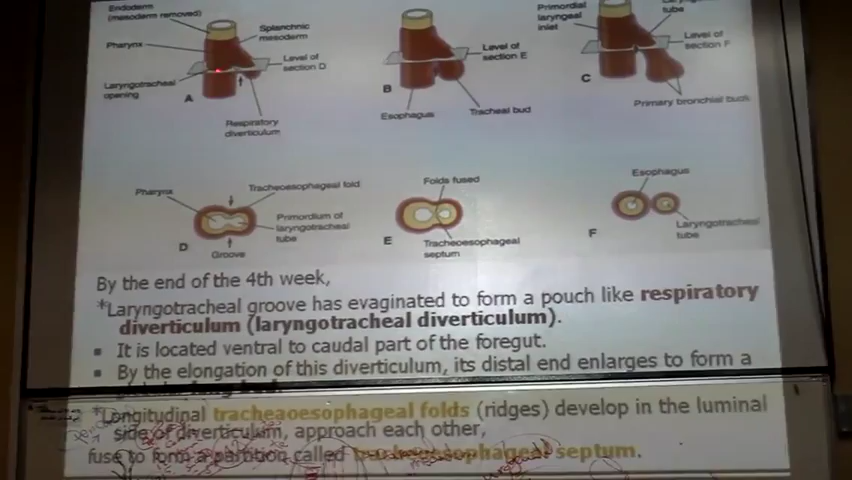 Endoderm
(mesoderm removed)
Pharynx
Splanchnic
mesoderm
Level of
section D
Laryngotracheal
opening
A
Respiratory
diverticulum
Level of
section E
B
Esophagus
Tracheal bud
Primordial
laryngeal
inlet
tube
Level of
section F
C
Primary bronchial buds
Pharynx
Tracheoesophageal fold
Primordium of
laryngotracheal
tube
D
Groove
Folds fused
E
Tracheoesophageal
septum
Esophagus
F
Laryngotracheal
tube
By the end of the 4th week,
*Laryngotracheal groove has evaginated to form a pouch like respiratory
diverticulum (laryngotracheal diverticulum).
▪ It is located ventral to caudal part of the foregut.
▪ By the elongation of this diverticulum, its distal end enlarges to form a
*Longitudinal tracheaoesophageal folds (ridges) develop in the luminal
side of diverticulum, approach each other,
fuse to form a partition called septum.